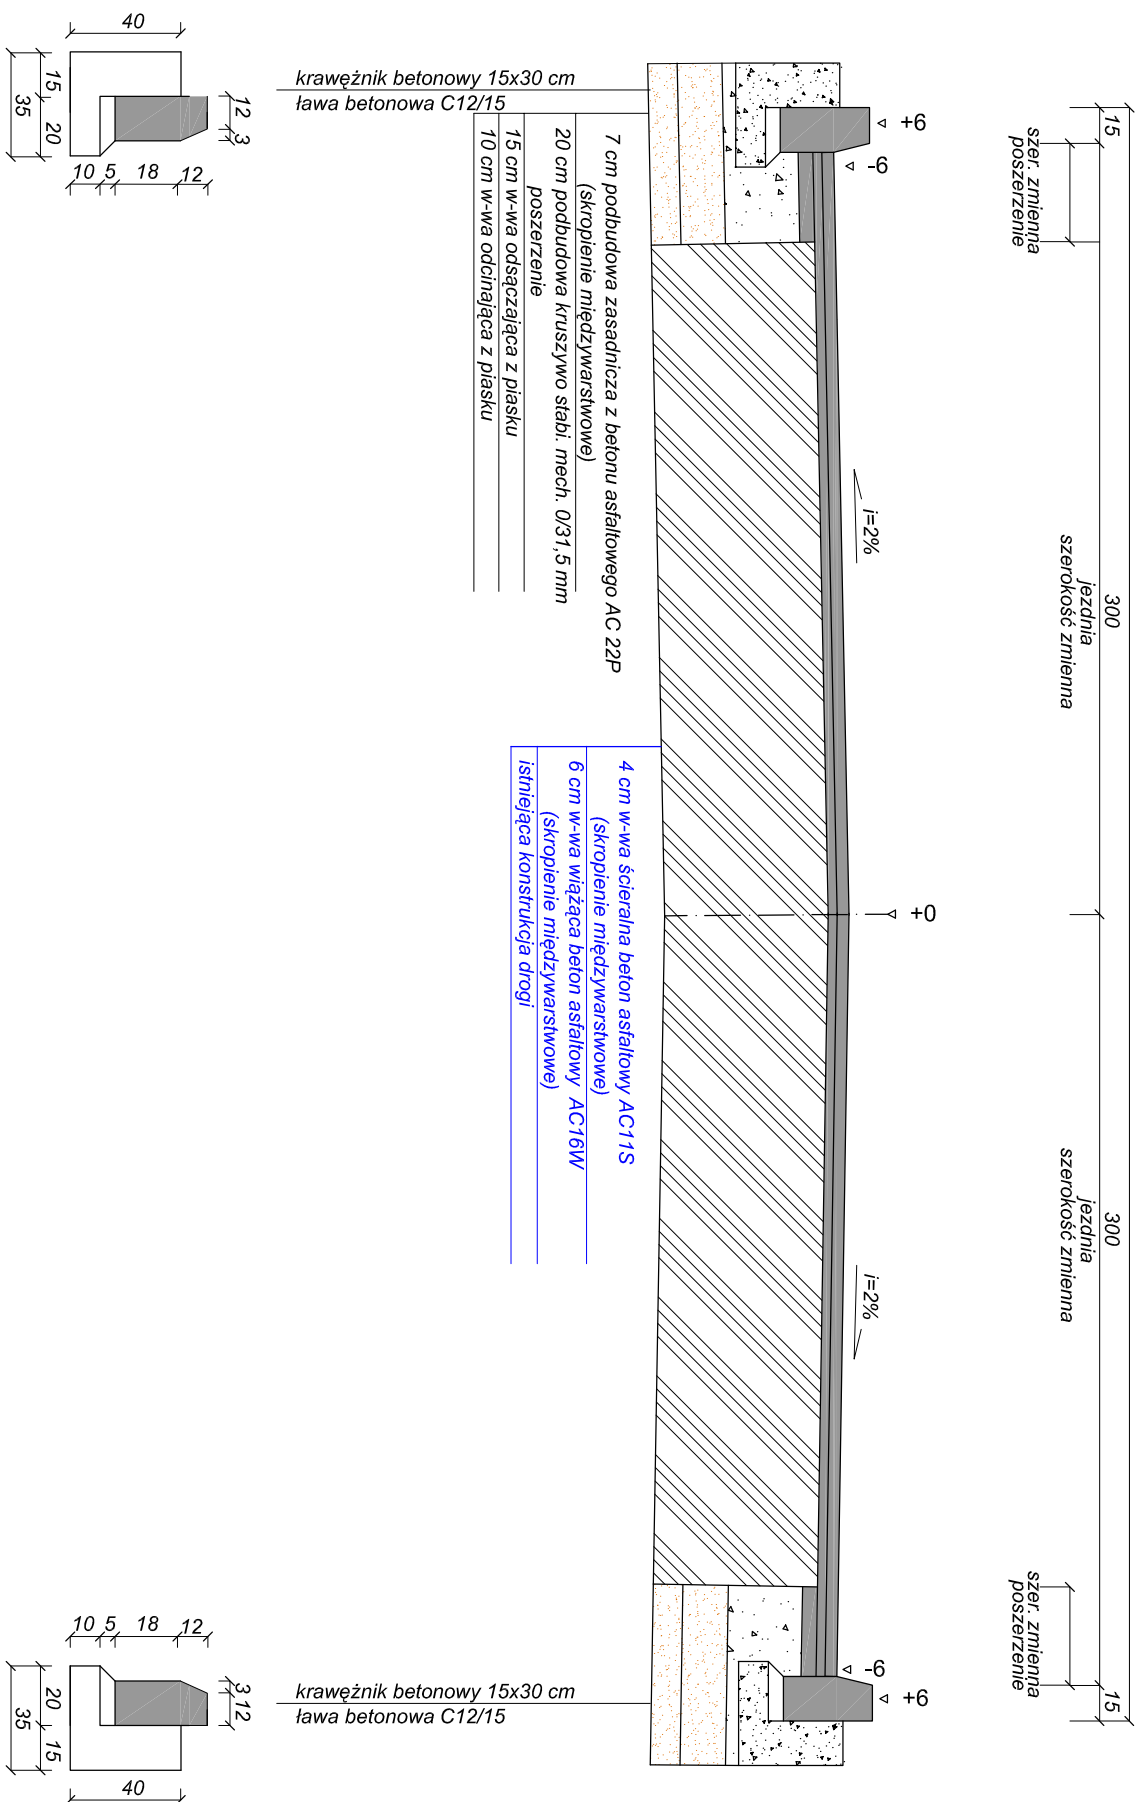 40
15
20
35
12
3
10
5
18
12
krawężnik betonowy 15x30 cm
ława betonowa C12/15
7 cm podbudowa zasadnicza z betonu asfaltowego AC 22P
(skropienie międzywarstwowe)
20 cm podbudowa kruszywo stabi. mech. 0/31,5 mm
poszerzenie
15 cm w-wa odsączająca z piasku
10 cm w-wa odcinająca z piasku
+6
-6
15
szer. zmienna
poszerzenie
i=2%
300
jezdnia
szerokość zmienna
4 cm w-wa ścieralna beton asfaltowy AC11S
(skropienie międzywarstwowe)
6 cm w-wa wiążąca beton asfaltowy AC16W
(skropienie międzywarstwowe)
istniejąca konstrukcja drogi
+0
300
jezdnia
szerokość zmienna
i=2%
szer. zmienna
poszerzenie
15
-6
+6
krawężnik betonowy 15x30 cm
ława betonowa C12/15
10
5
18
12
3
12
20
15
35
40